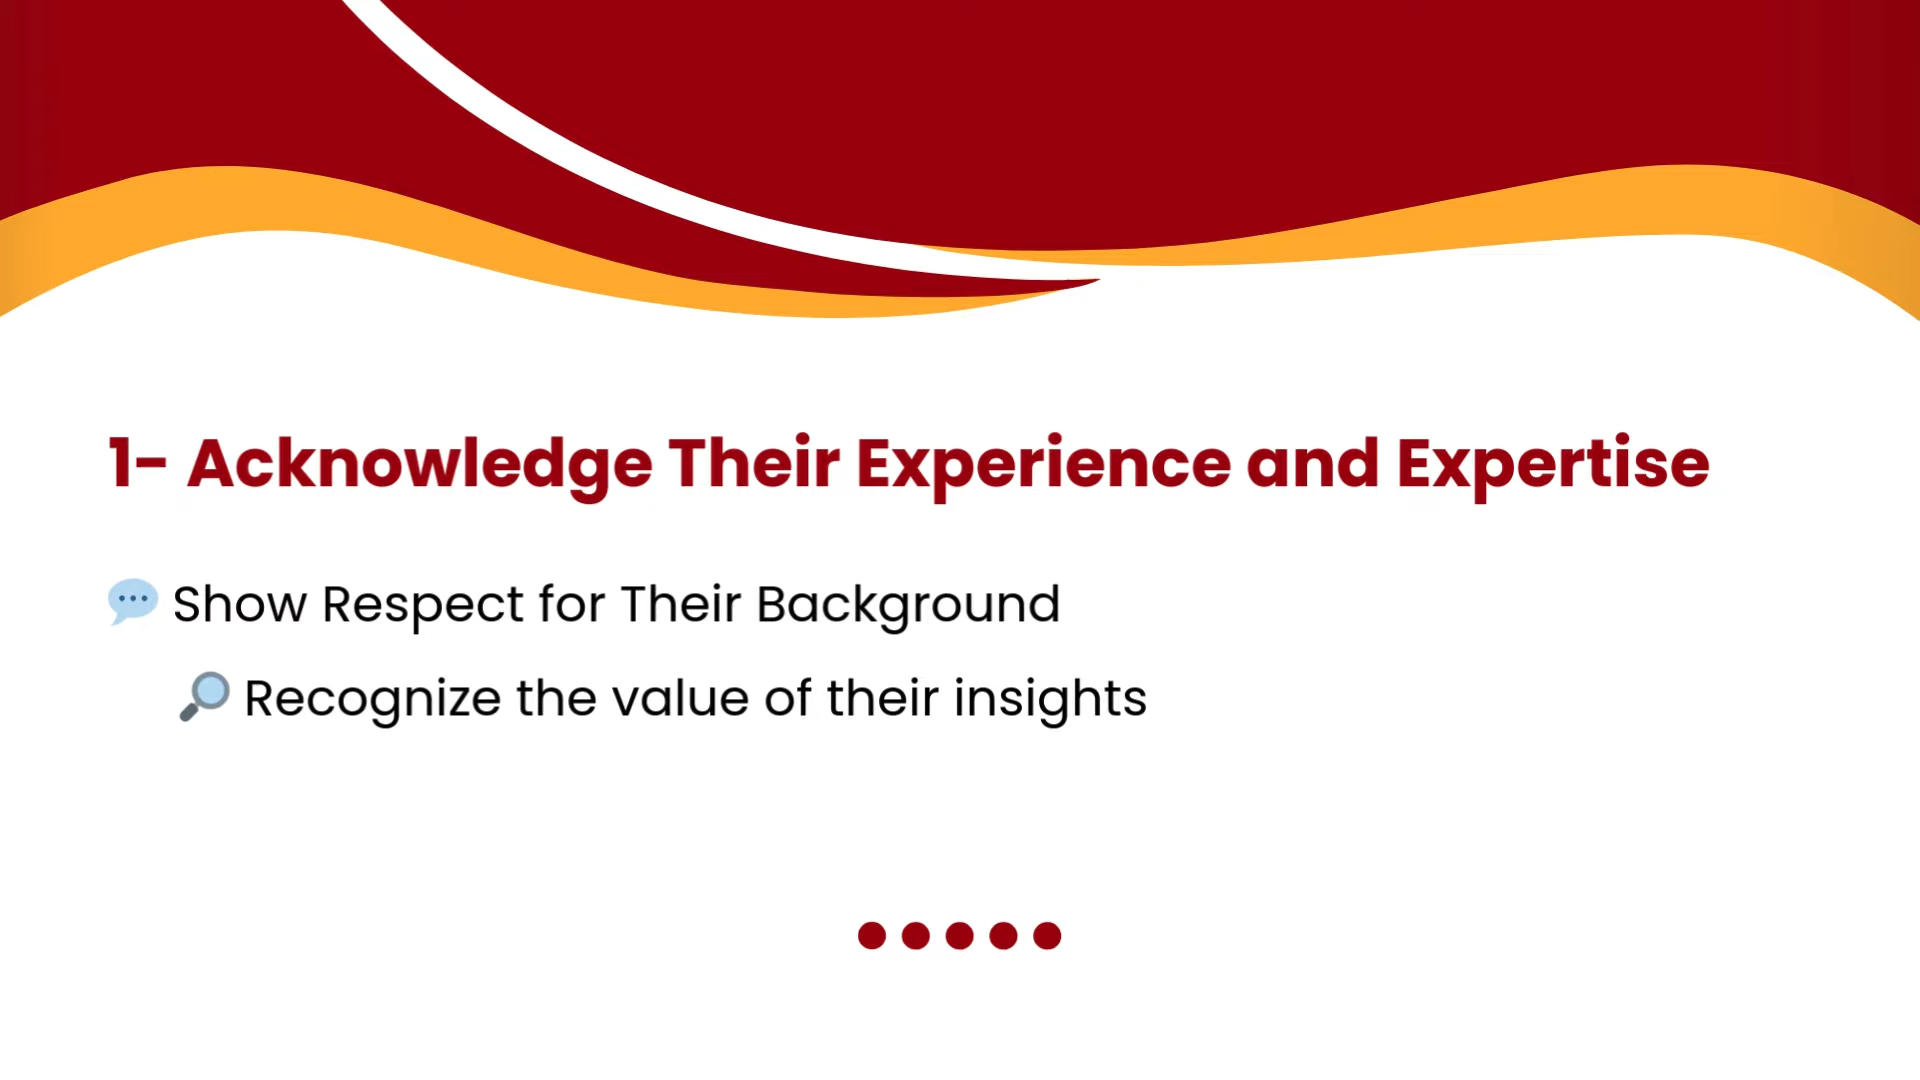 1- Acknowledge Their Experience and Expertise
💬 Show Respect for Their Background
🔎 Recognize the value of their insights